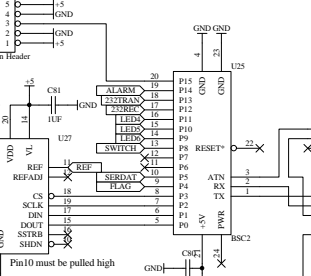 5 +5
4 GND
3
2 GND
1 +5
n Header
GND GND
4 23
U25
GND GND
+5
C81
1UF
GND
20 14
VDD VL
U27
ALARM
232TRAN
232REC
LED4
LED5
LED6
SWITCH
20 P15
19 P14
18 P13
17 P12
16 P11
15 P10
14 P9
13 P8
12 P7
11 P6
10 P5
9 P4
8 P3
7 P2
6 P1
5 P0
RESET* 22
ATN 3
RX 2
TX 1
+5V PWR
21 24
BSC2
REF 11 REF
REFADJ 12
SERDAT
FLAG
CS 18
SCLK 19
DIN 17
DOUT 15
SSTRB 16
SHDN
GND
Pin10 must be pulled high
GND C80